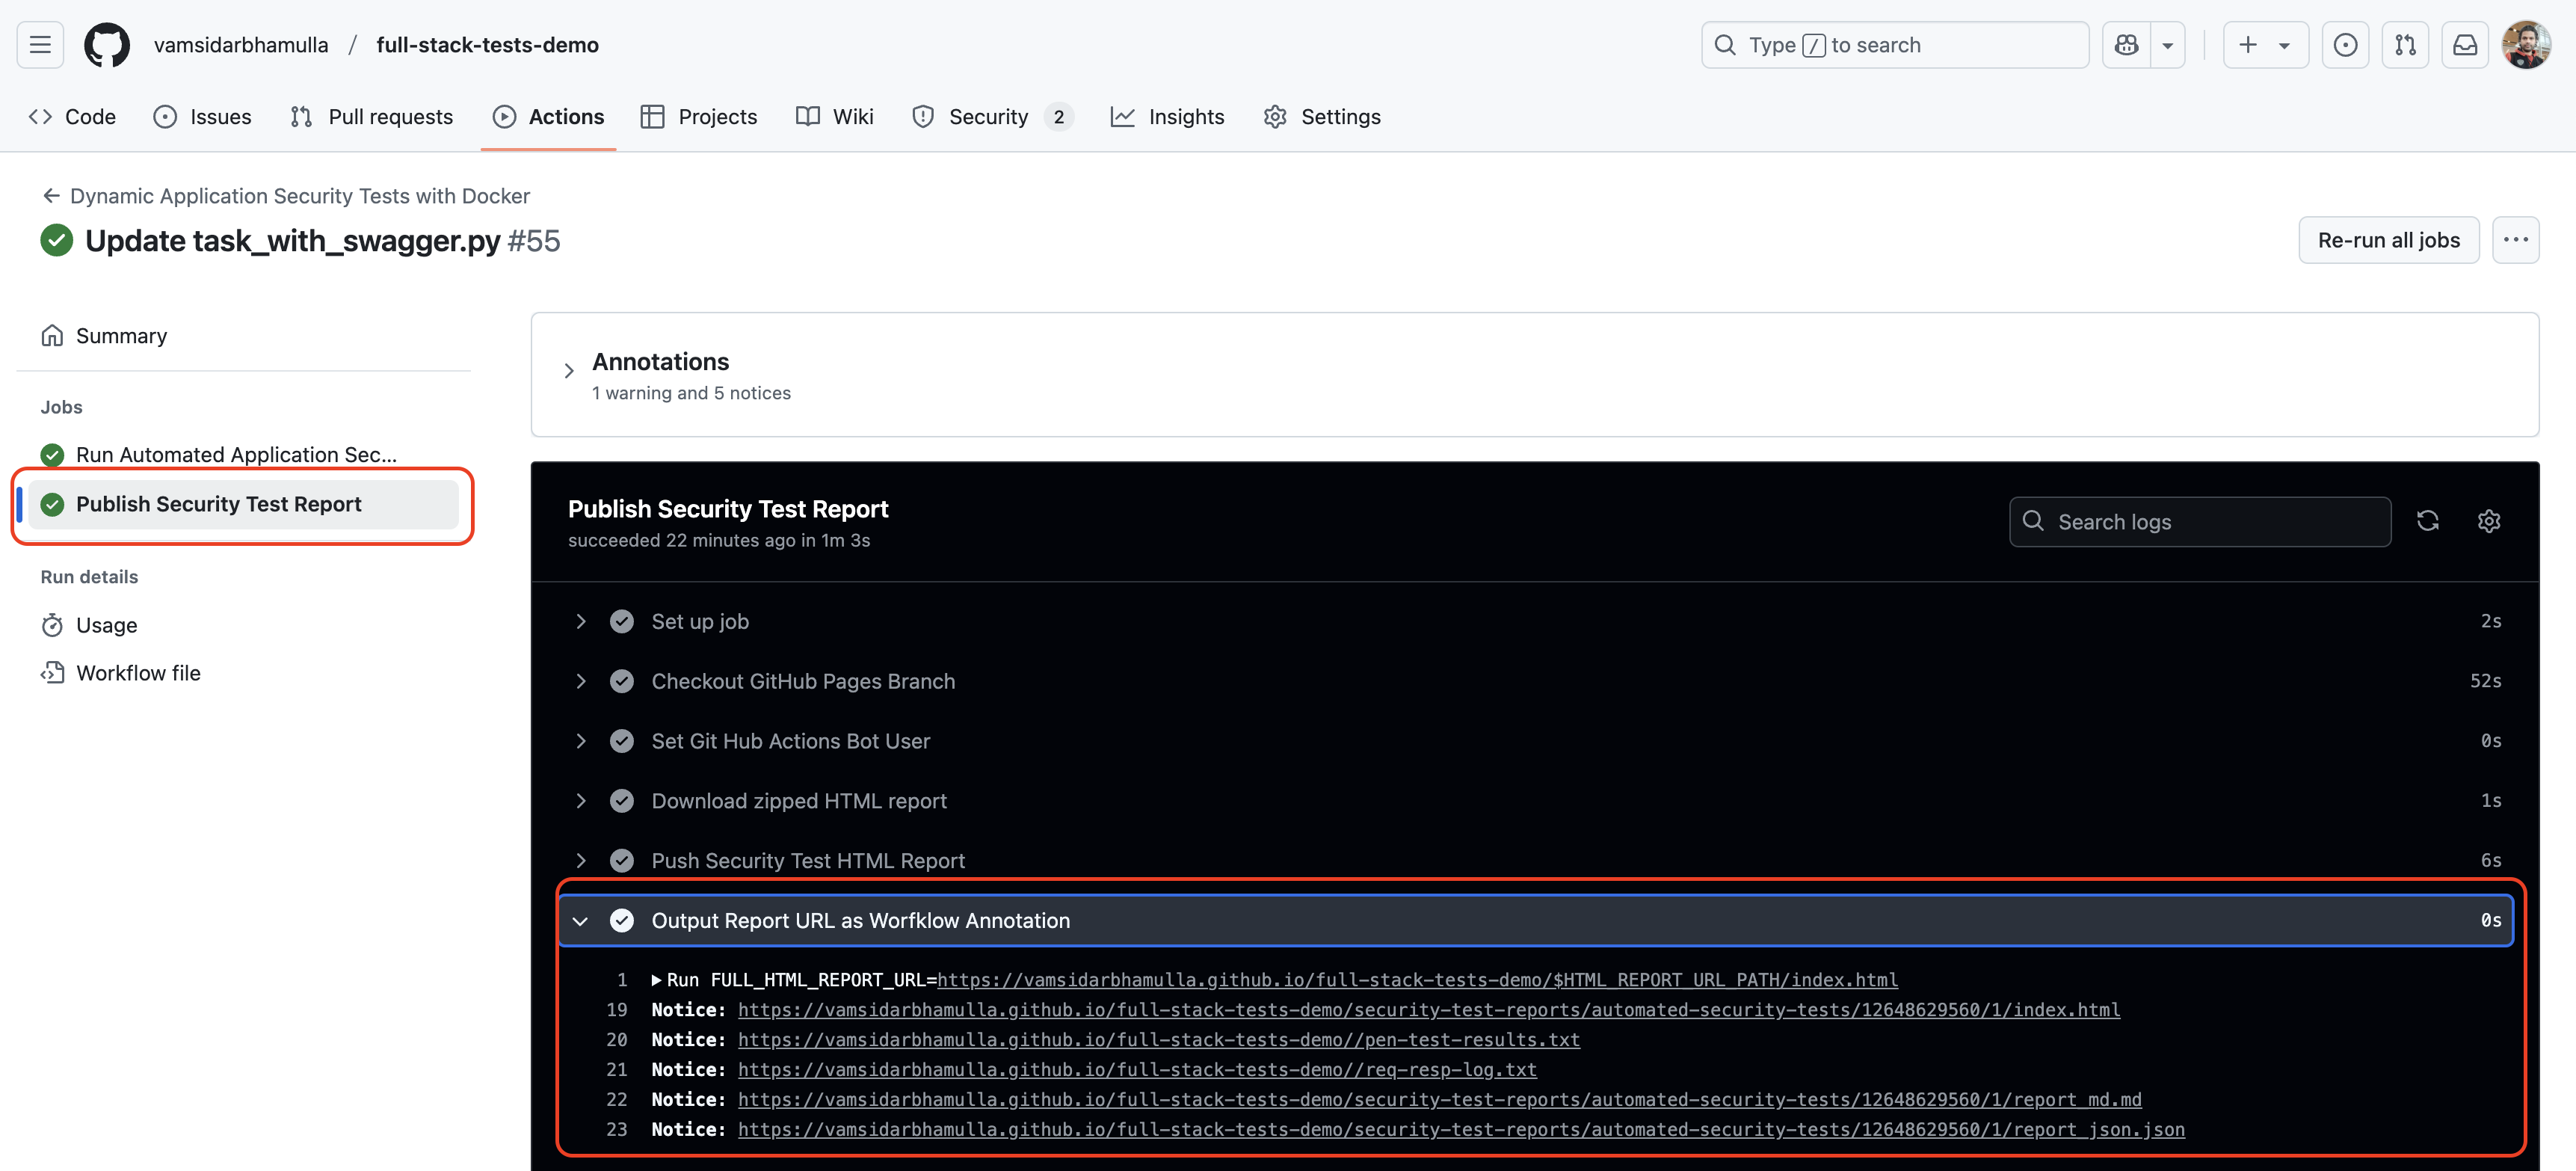 vamsidarbhamulla / full-stack-tests-demo
Type / to search
Code
Issues
Pull requests
Actions
Projects
Wiki
Security 2
Insights
Settings
Dynamic Application Security Tests with Docker
Update task_with_swagger.py #55
Re-run all jobs
Summary
Jobs
Run Automated Application Sec...
Publish Security Test Report
Run details
Usage
Workflow file
Annotations
1 warning and 5 notices
Publish Security Test Report
succeeded 22 minutes ago in 1m 3s
Search logs
Set up job 2s
Checkout GitHub Pages Branch 52s
Set Git Hub Actions Bot User 0s
Download zipped HTML report 1s
Push Security Test HTML Report 6s
Output Report URL as Worfklow Annotation 0s
1 Run FULL_HTML_REPORT_URL=https://vamsidarbhamulla.github.io/full-stack-tests-demo/$HTML_REPORT_URL_PATH/index.html
19 Notice: https://vamsidarbhamulla.github.io/full-stack-tests-demo/security-test-reports/automated-security-tests/12648629560/1/index.html
20 Notice: https://vamsidarbhamulla.github.io/full-stack-tests-demo//pen-test-results.txt
21 Notice: https://vamsidarbhamulla.github.io/full-stack-tests-demo//req-resp-log.txt
22 Notice: https://vamsidarbhamulla.github.io/full-stack-tests-demo/security-test-reports/automated-security-tests/12648629560/1/report_md.md
23 Notice: https://vamsidarbhamulla.github.io/full-stack-tests-demo/security-test-reports/automated-security-tests/12648629560/1/report_json.json